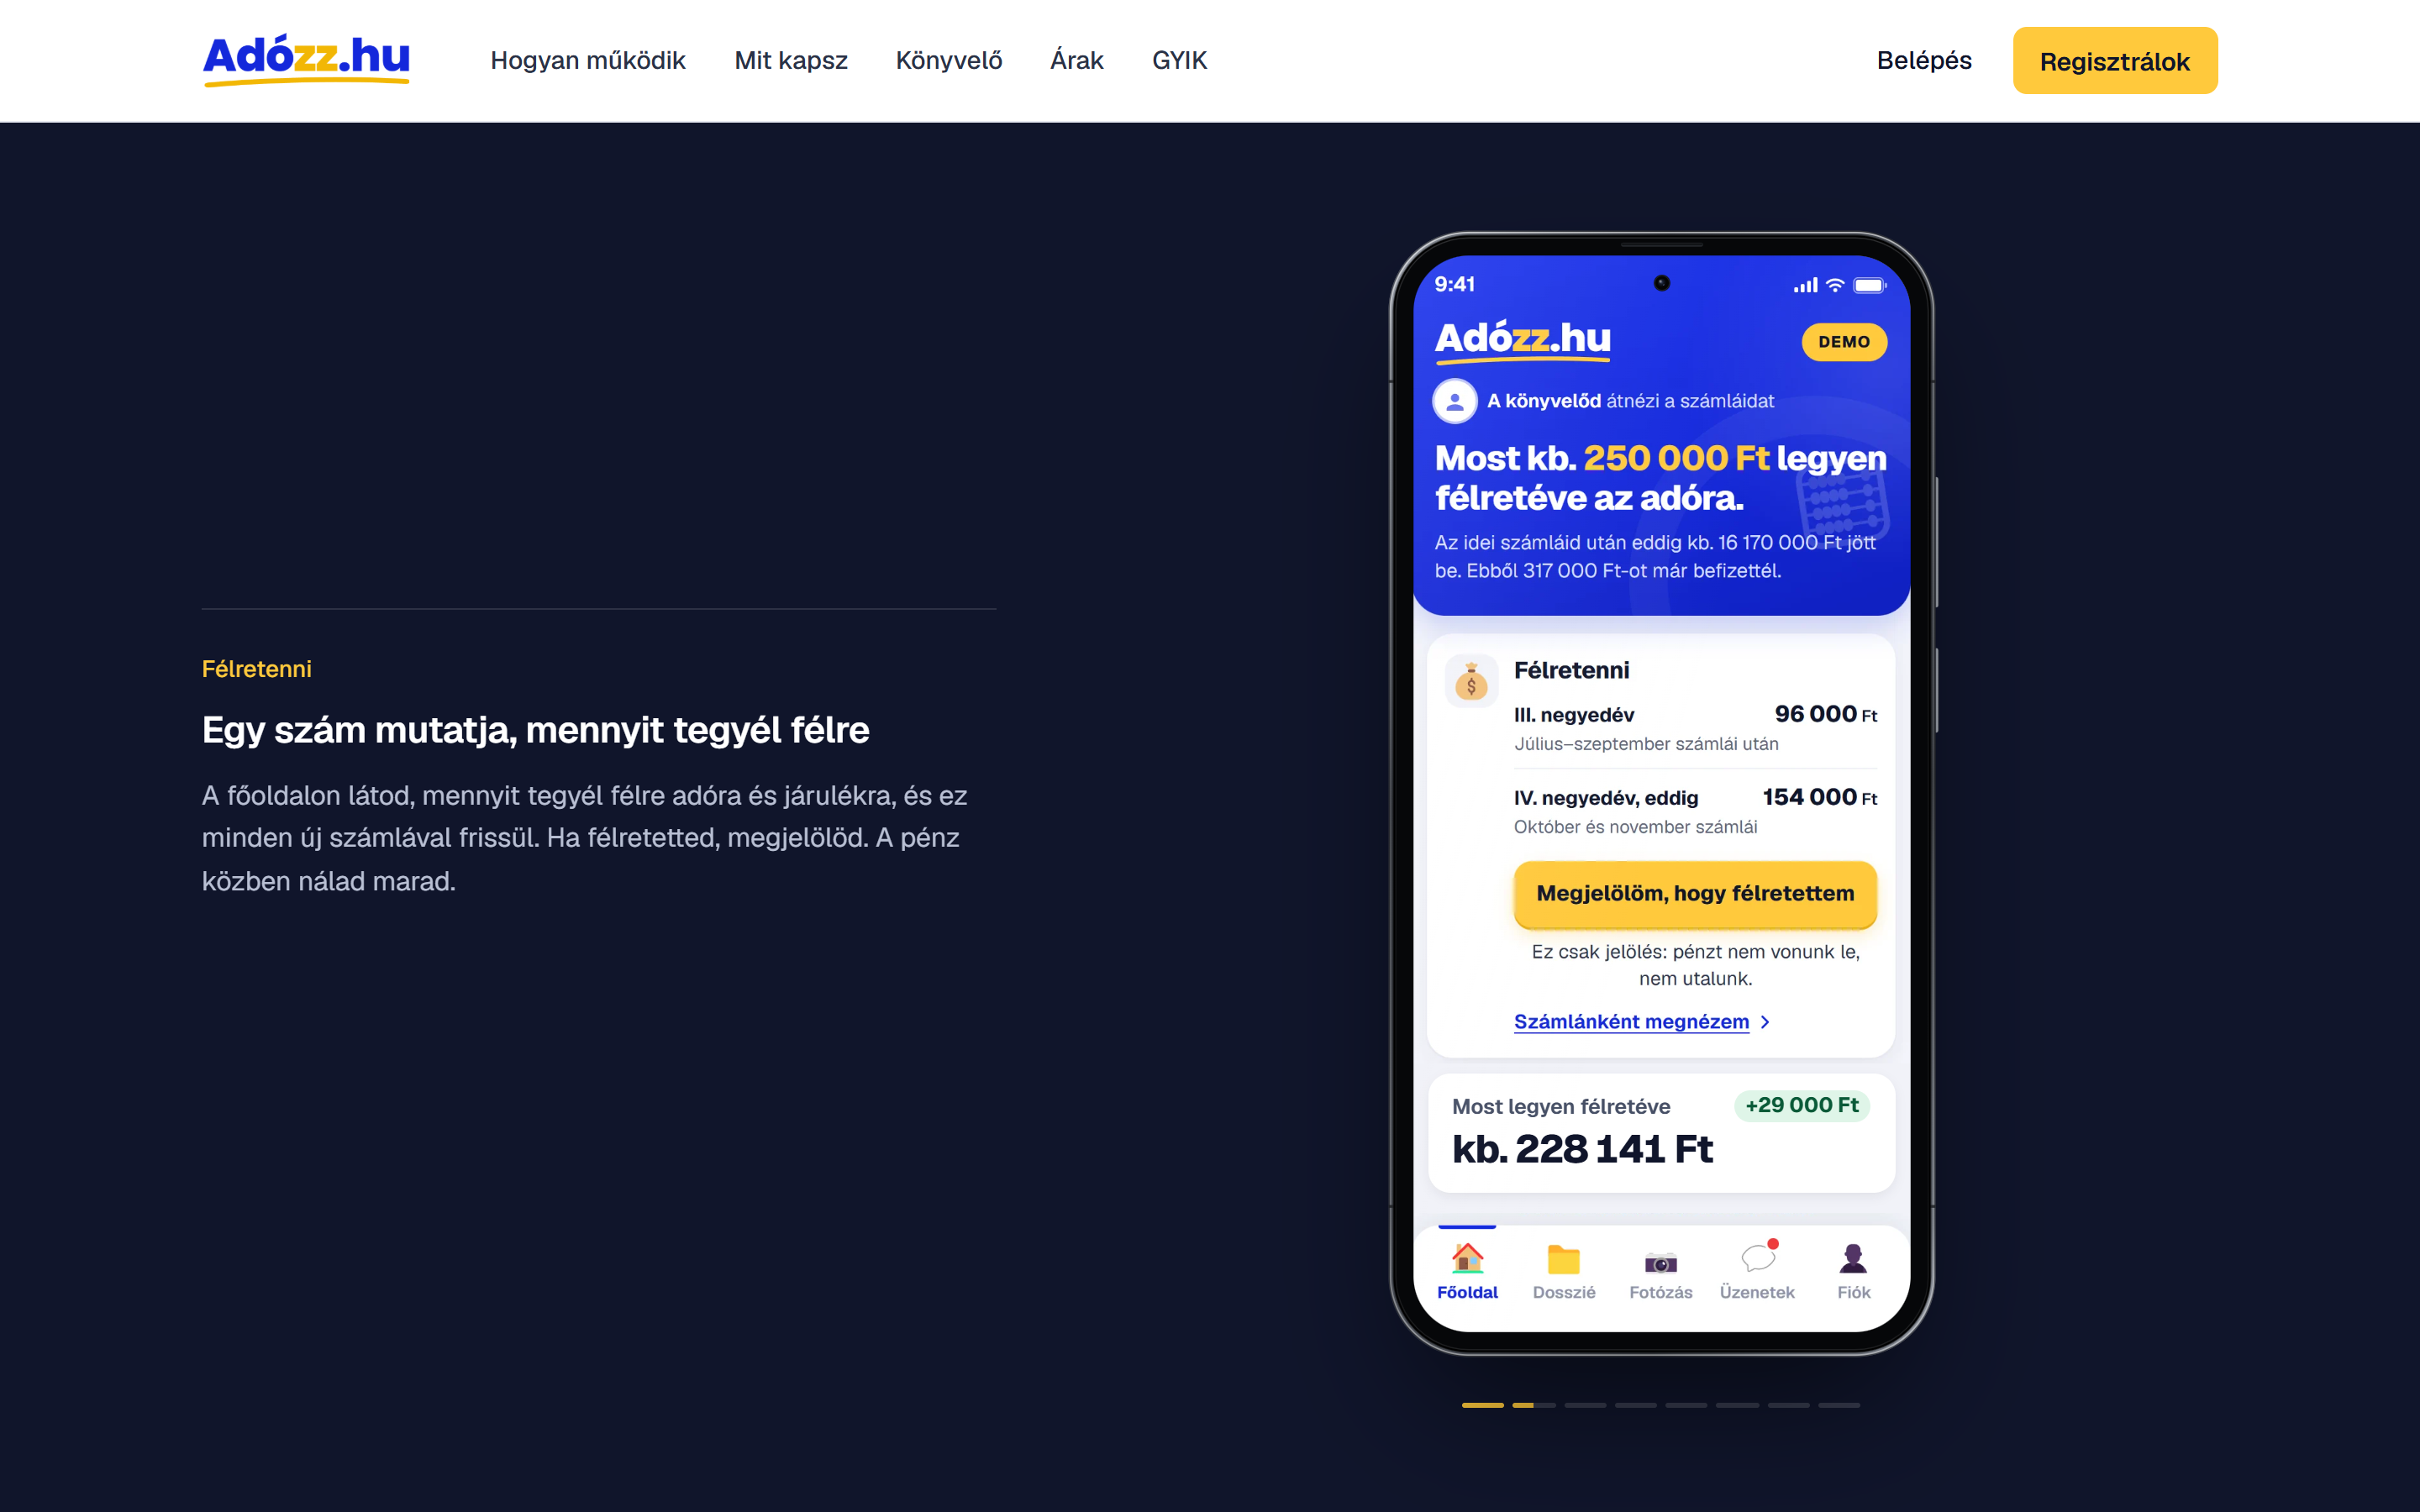 Adózz.hu
Hogyan működik
Mit kapsz
Könyvelő
Árak
GYIK
Belépés
Regisztrálok
Félretenni
Egy szám mutatja, mennyit tegyél félre
A főoldalon látod, mennyit tegyél félre adóra és járulékra, és ez
minden új számlával frissül. Ha félretetted, megjelölöd. A pénz
közben nálad marad.
9:41
Adózz.hu
DEMO
A könyvelőd átnézi a számláidat
Most kb. 250 000 Ft legyen
félretéve az adóra.
Az idei számláid után eddig kb. 16 170 000 Ft jött
be. Ebből 317 000 Ft-ot már befizettél.
Félretenni
III. negyedév 96 000 Ft
Július–szeptember számlái után
IV. negyedév, eddig 154 000 Ft
Október és november számlái
Megjelölöm, hogy félretettem
Ez csak jelölés: pénzt nem vonunk le,
nem utalunk.
Számlánként megnézem
Most legyen félretéve +29 000 Ft
kb. 228 141 Ft
Főoldal
Dosszié
Fotózás
Üzenetek
Fiók